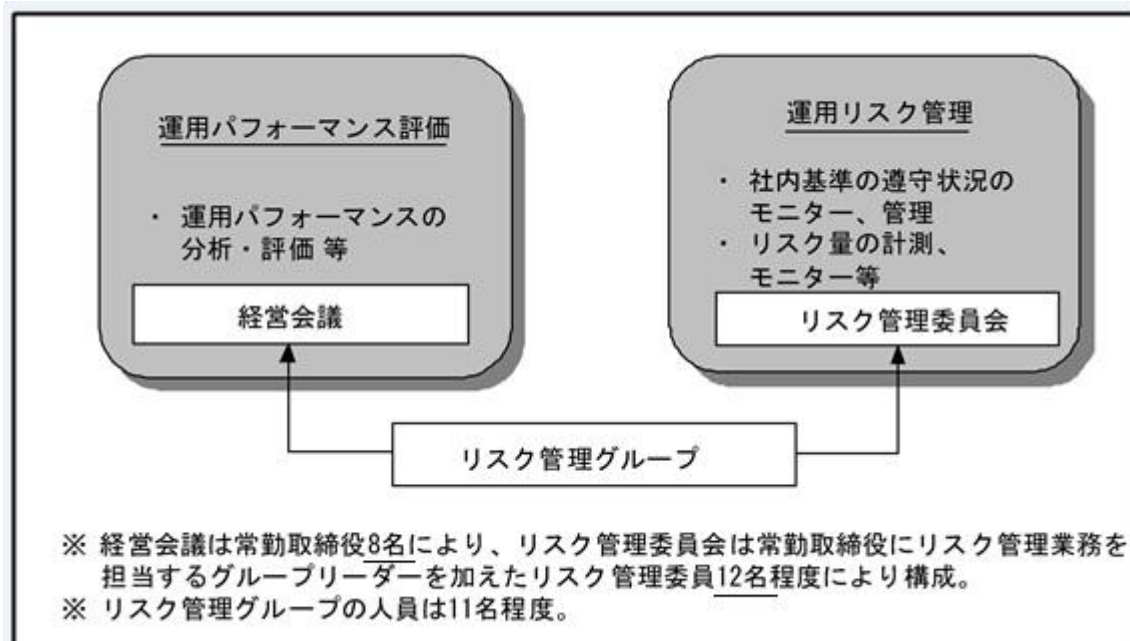 運用パフォーマンス評価
・ 運用パフォーマンスの
分析・評価 等
経営会議
運用リスク管理
・ 社内基準の遵守状況の
モニター、管理
・ リスク量の計測、
モニター等
リスク管理委員会
リスク管理グループ
※ 経営会議は常勤取締役8名により、リスク管理委員会は常勤取締役にリスク管理業務を
担当するグループリーダーを加えたリスク管理委員12名程度により構成。
※ リスク管理グループの人員は11名程度。